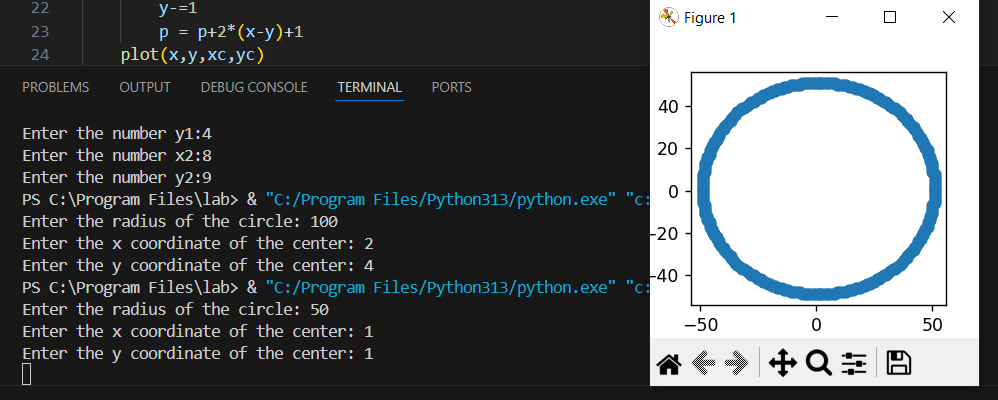 22 y-=1
23 p = p+2*(x-y)+1
24 plot(x,y,xc,yc)
PROBLEMS OUTPUT DEBUG CONSOLE TERMINAL PORTS
Enter the number y1:4
Enter the number x2:8
Enter the number y2:9
PS C:\Program Files\lab> & "C:/Program Files/Python313/python.exe" "c:
Enter the radius of the circle: 100
Enter the x coordinate of the center: 2
Enter the y coordinate of the center: 4
PS C:\Program Files\lab> & "C:/Program Files/Python313/python.exe" "c:
Enter the radius of the circle: 50
Enter the x coordinate of the center: 1
Enter the y coordinate of the center: 1
Figure 1
40
20
0
-20
-40
−50 0 50